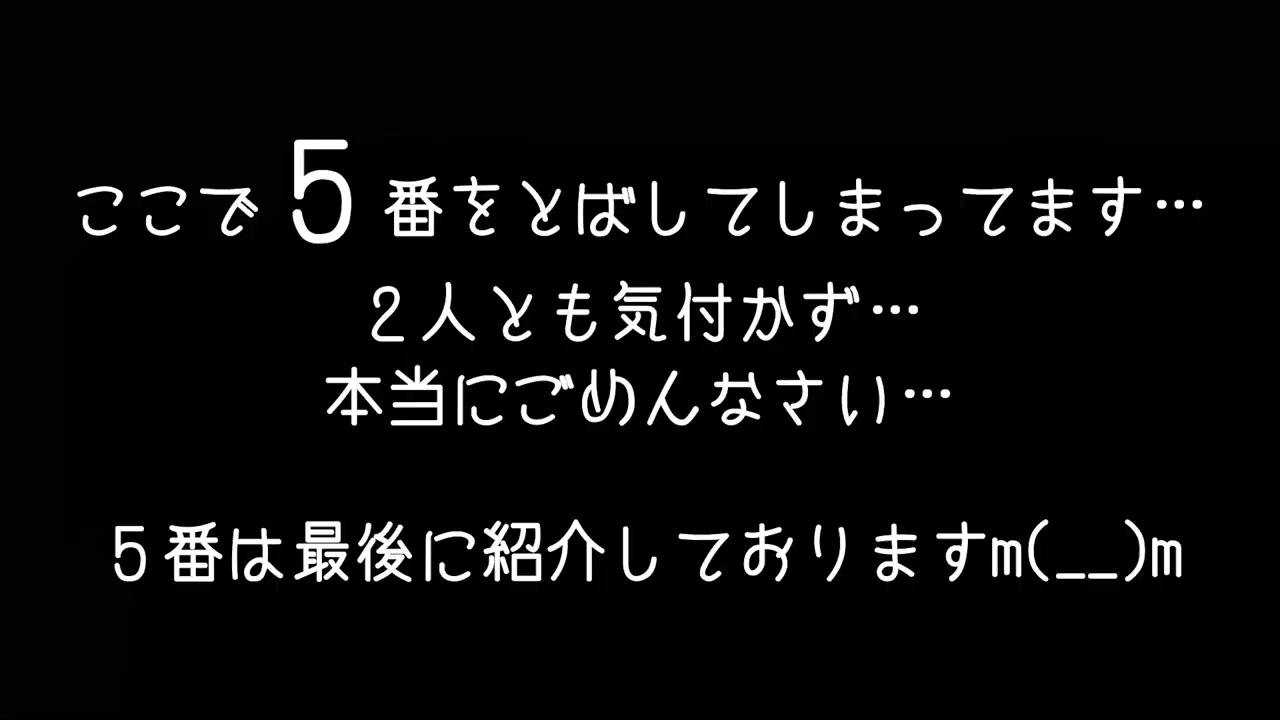 ここで5番をとばしてしまってます…
2人とも気付かず…
本当にごめんなさい…
5番は最後に紹介しておりますm(__)m